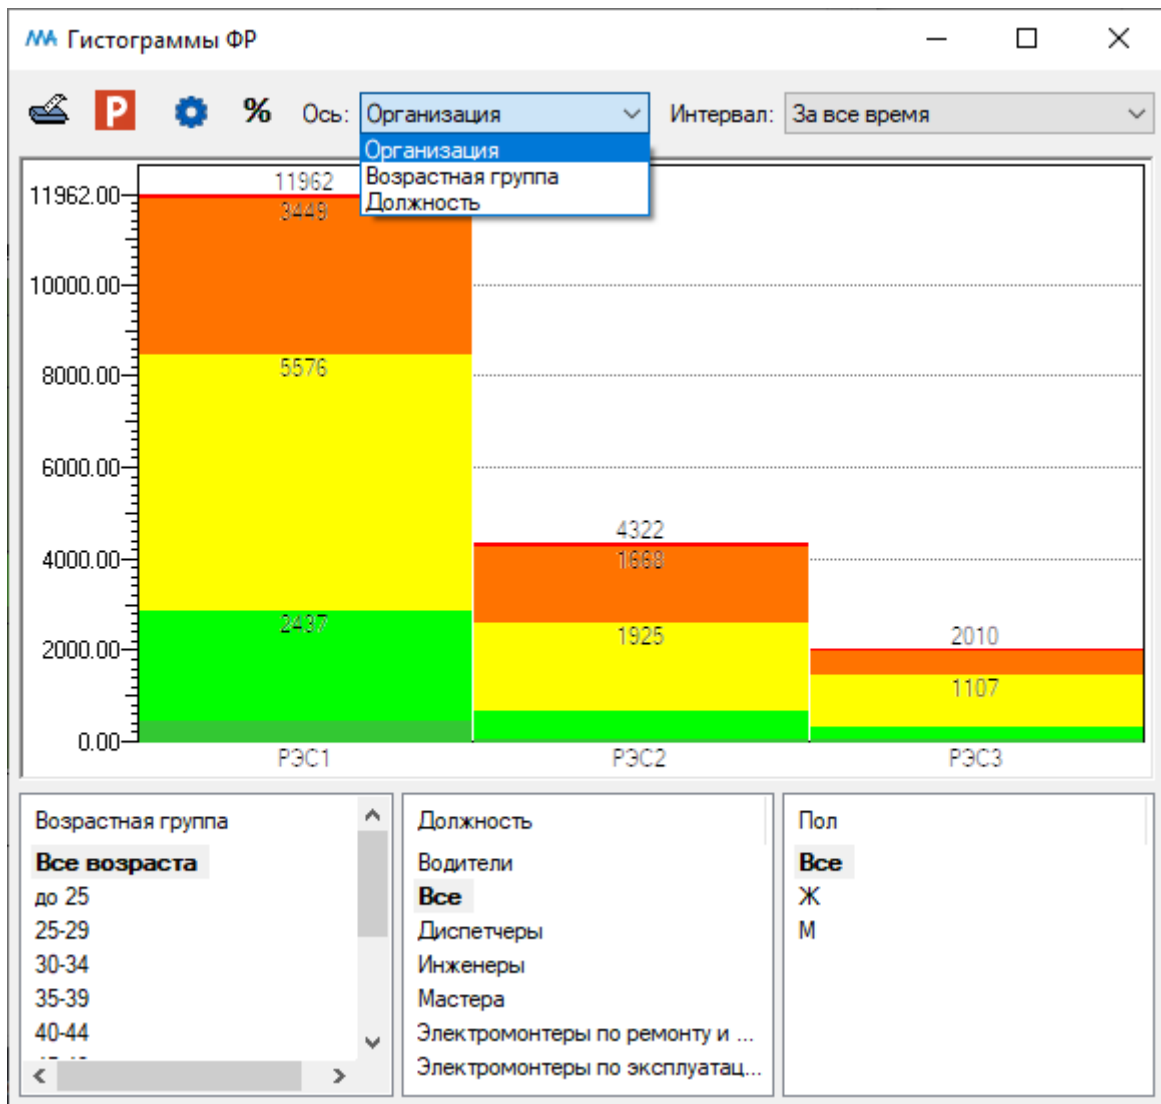 Гистограммы ФР
P % Ось: Организация Интервал: За все время
Организация
Возрастная группа
Должность
11962
11962.00
3449
10000.00
5576
8000.00
6000.00
4322
4000.00
1668
2437
1925
2010
2000.00
1107
0.00
РЭС1 РЭС2 РЭС3
Возрастная группа
Все возраста
до 25
25-29
30-34
35-39
40-44
Должность
Водители
Все
Диспетчеры
Инженеры
Мастера
Электромонтеры по ремонту и ...
Электромонтеры по эксплуатац...
Пол
Все
Ж
М